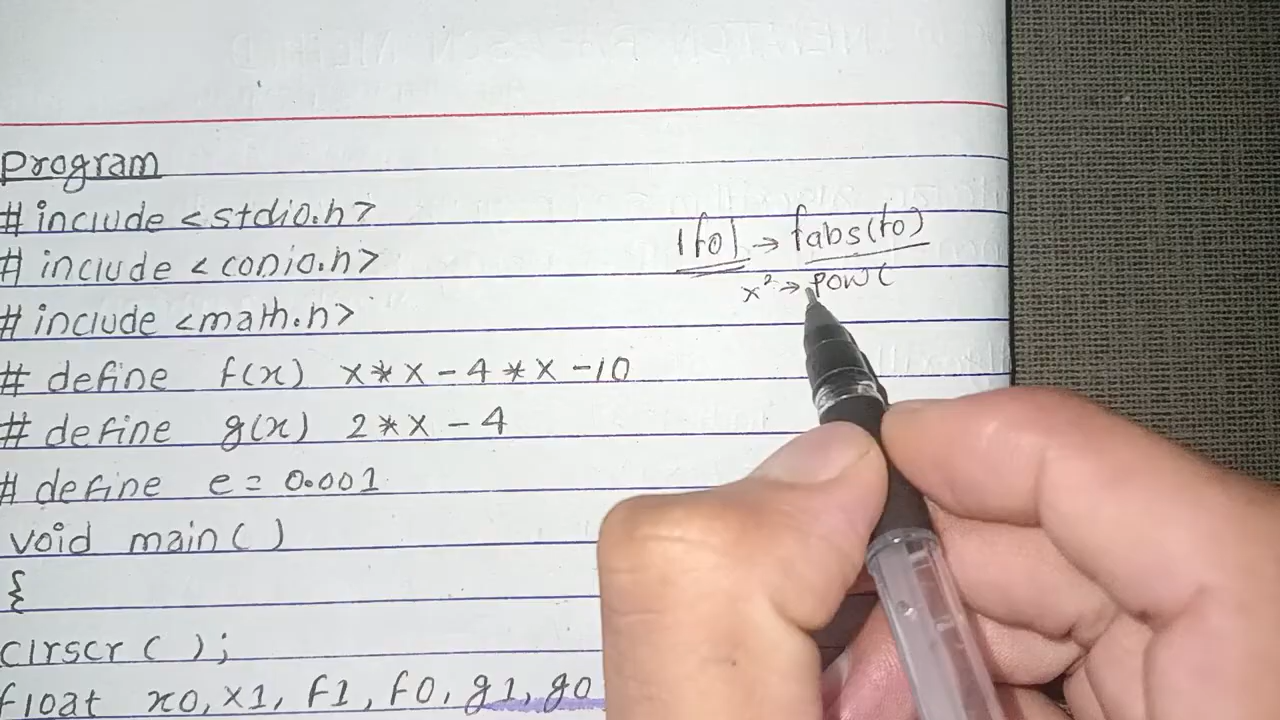 Program
# include <stdio.h>
# include <conio.h>
# include <math.h>
# define f(x) x*x-4*x-10
# define g(x) 2*x-4
# define e = 0.001
void main()
{
clrscr();
float x0, x1, f1, f0, g1, g0
|f0| → fabs(f0)
x² → pow(